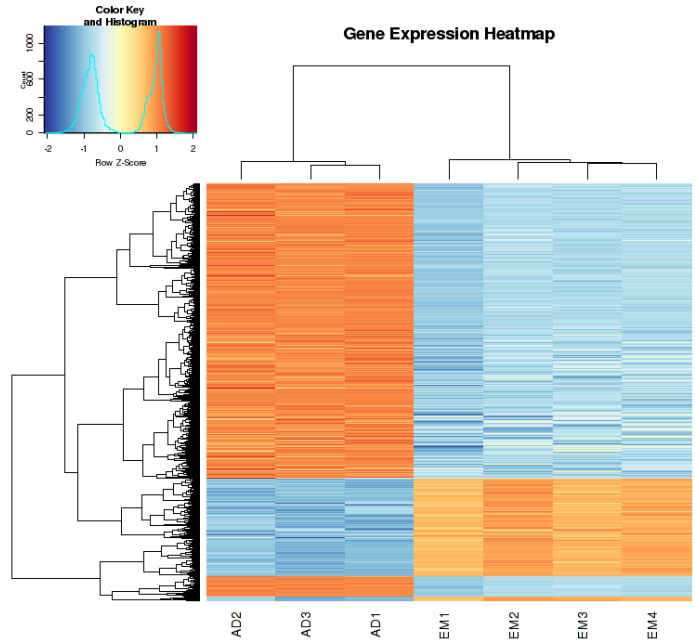 Color Key
and Histogram
Gene Expression Heatmap
Count
0 200 600 1000
-2 -1 0 1 2
Row Z-Score
AD2 AD3 AD1 EM1 EM2 EM3 EM4